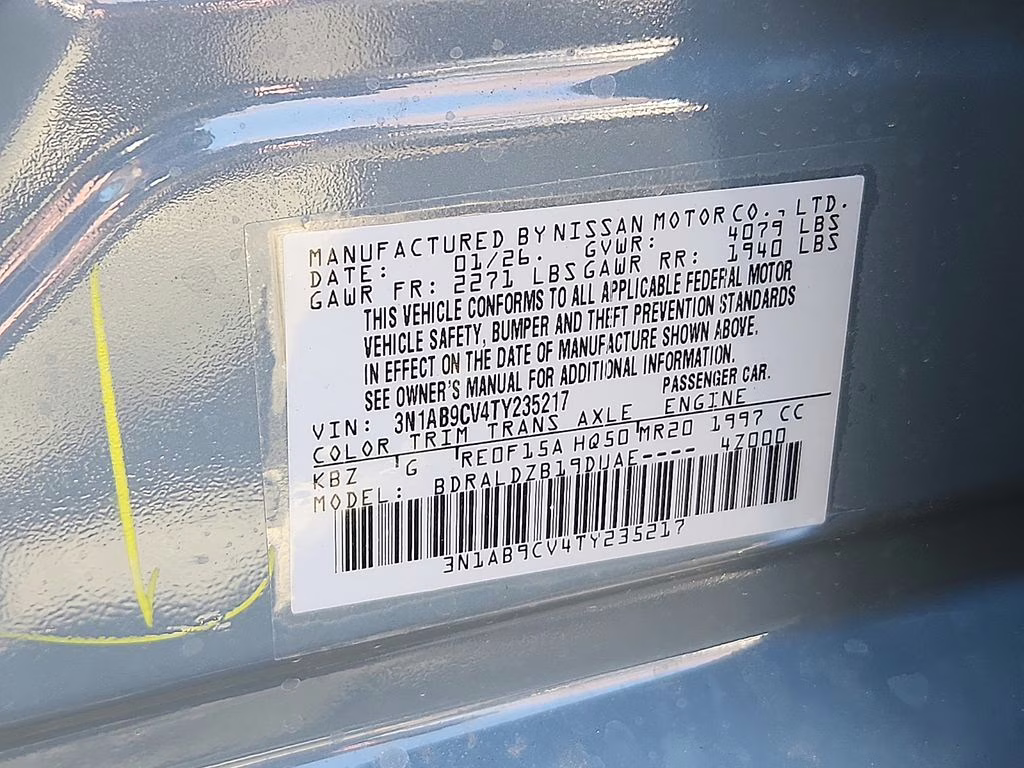 MANUFACTURED BY NISSAN MOTOR CO., LTD.
DATE: 01/26. GVWR: 4079 LBS
GAWR FR: 2271 LBS GAWR RR: 1940 LBS
THIS VEHICLE CONFORMS TO ALL APPLICABLE FEDERAL MOTOR
VEHICLE SAFETY, BUMPER AND THEFT PREVENTION STANDARDS
IN EFFECT ON THE DATE OF MANUFACTURE SHOWN ABOVE.
SEE OWNER'S MANUAL FOR ADDITIONAL INFORMATION.
VIN: 3N1AB9CV4TY235217 PASSENGER CAR.
COLOR TRIM TRANS AXLE ENGINE
KBZ G RE0F15A HQ50 MR20 1997 CC
MODEL: BDRALDZB19DUAE---- 4Z000
3N1AB9CV4TY235217